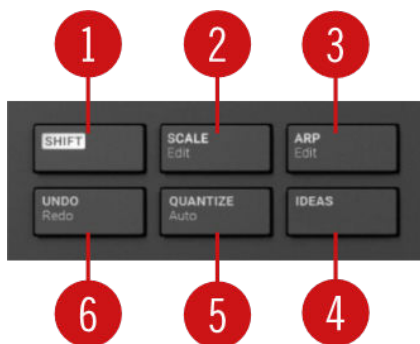 1
2
3
SHIFT
SCALE
Edit
ARP
Edit
UNDO
Redo
QUANTIZE
Auto
IDEAS
6
5
4